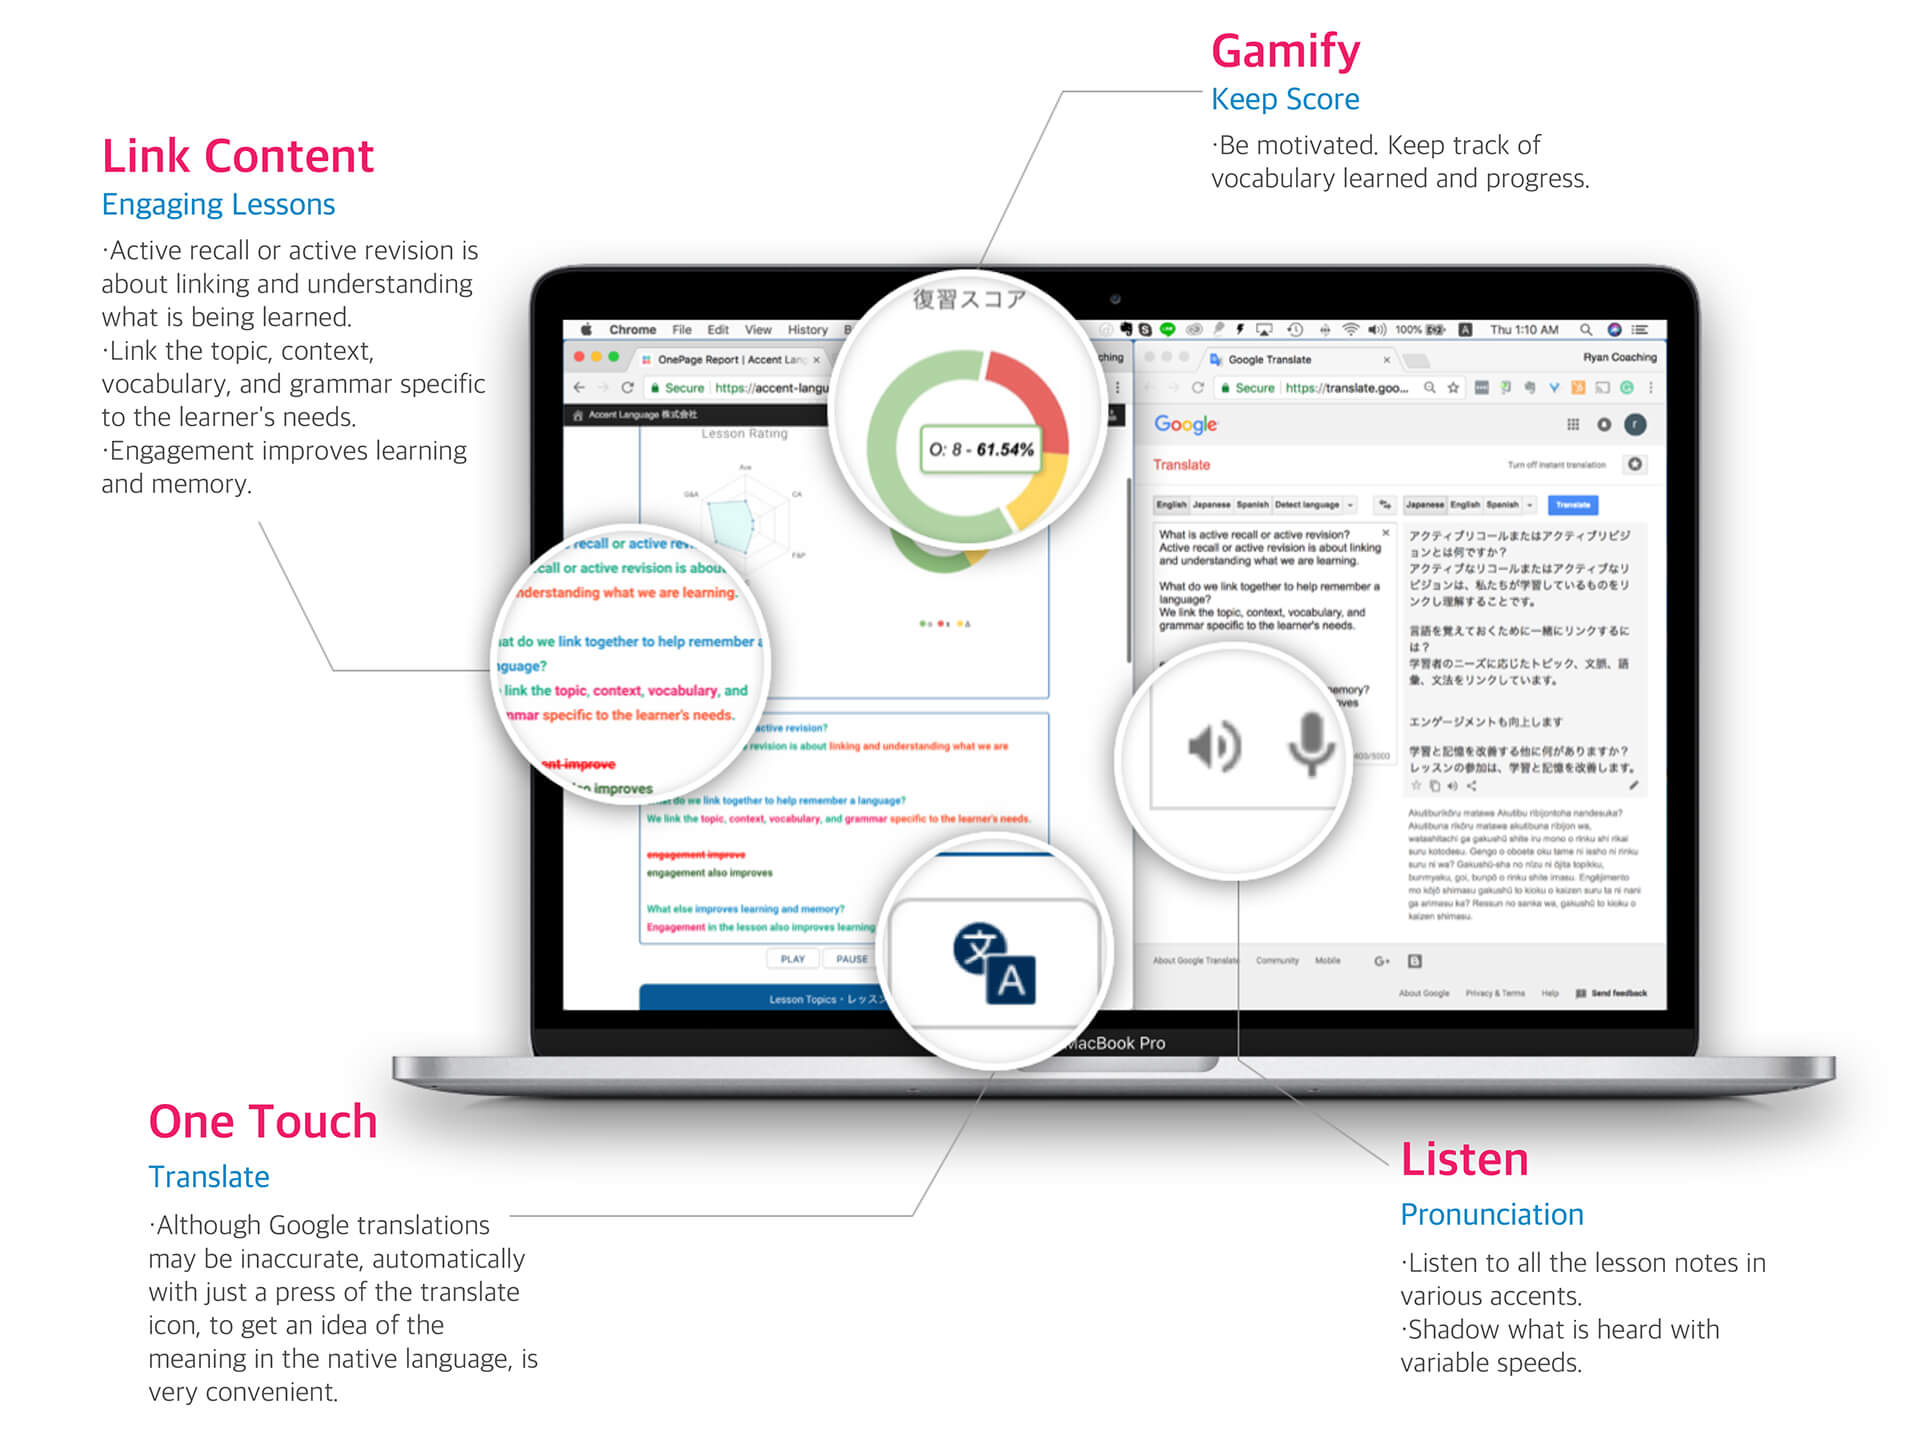 Gamify
Keep Score
·Be motivated. Keep track of
vocabulary learned and progress.
Link Content
Engaging Lessons
·Active recall or active revision is
about linking and understanding
what is being learned.
·Link the topic, context,
vocabulary, and grammar specific
to the learner's needs.
·Engagement improves learning
and memory.
Chrome File Edit View History
100% Thu 1:10 AM
OnePage Report | Accent Lang
ching
Secure https://accent-langu
Accent Language 株式会社
Lesson Rating
Ave
G&A
CA
F&P
復習スコア
O: 8 - 61.54%
recall or active revi
call or active revision is about
nderstanding what we are learning.
at do we link together to help remember a
nguage?
link the topic, context, vocabulary, and
mmar specific to the learner's needs.
ent improve
so improves
active revision?
revision is about linking and understanding what we are
do we link together to help remember a language?
We link the topic, context, vocabulary, and grammar specific to the learner's needs.
engagement improve
engagement also improves
What else improves learning and memory?
Engagement in the lesson also improves learning
PLAY PAUSE
Lesson Topics・レッスン
文 A
Google Translate
Ryan Coaching
Secure https://translate.goo...
Google
r
Translate
Turn off instant translation
English Japanese Spanish Detect language
Japanese English Spanish Translate
What is active recall or active revision?
Active recall or active revision is about linking
and understanding what we are learning.
What do we link together to help remember a
language?
We link the topic, context, vocabulary, and
grammar specific to the learner's needs.
emory?
oves
400/5000
アクティブリコールまたはアクティブリビジ
ョンとは何ですか？
アクティブなリコールまたはアクティブなリ
ビジョンは、私たちが学習しているものをリ
ンクし理解することです。
言語を覚えておくために一緒にリンクするに
は？
学習者のニーズに応じたトピック、文脈、語
彙、文法をリンクしています。
エンゲージメントも向上します
学習と記憶を改善する他に何がありますか？
レッスンの参加は、学習と記憶を改善します。
Akutiburikōru matawa Akutibu ribijontoha nandesuka?
Akutibuna rikōru matawa akutibuna ribijon wa,
watashitachi ga gakushū shite iru mono o rinku shi rikai
suru kotodesu. Gengo o oboete oku tame ni issho ni rinku
suru ni wa? Gakushū-sha no nīzu ni ōjita topikku,
bunmyaku, goi, bunpō o rinku shite imasu. Engējimento
mo kōjō shimasu gakushū to kioku o kaizen suru ta ni nani
ga arimasu ka? Ressun no sanka wa, gakushū to kioku o
kaizen shimasu.
About Google Translate Community Mobile G+ B
About Google Privacy & Terms Help Send feedback
MacBook Pro
One Touch
Translate
·Although Google translations
may be inaccurate, automatically
with just a press of the translate
icon, to get an idea of the
meaning in the native language, is
very convenient.
Listen
Pronunciation
·Listen to all the lesson notes in
various accents.
·Shadow what is heard with
variable speeds.